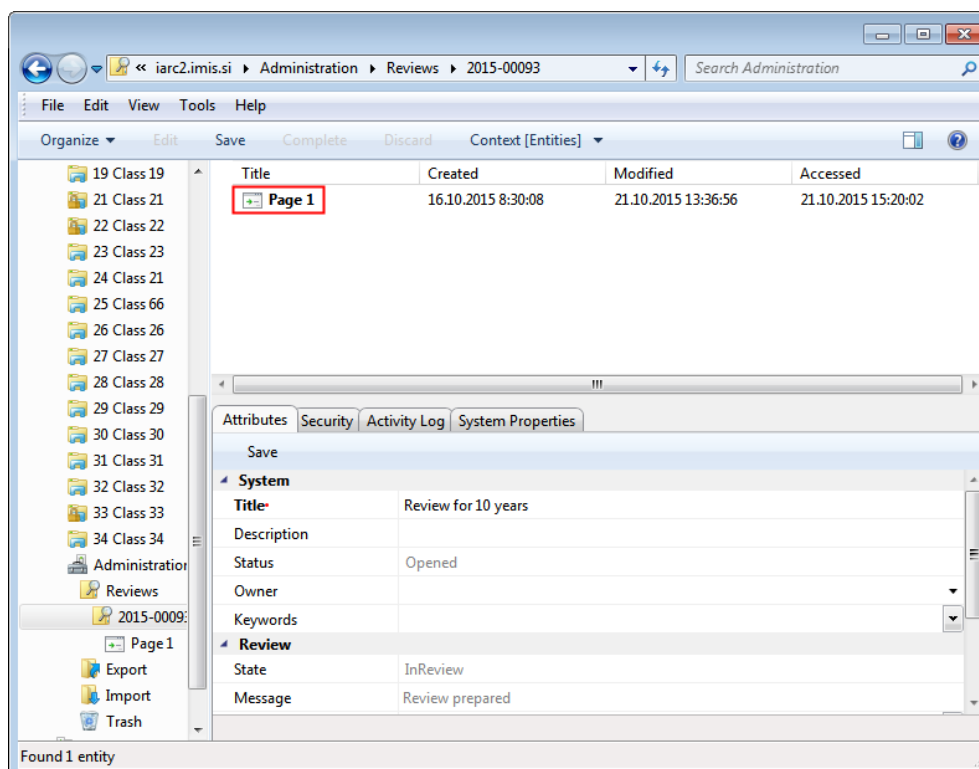 « iarc2.imis.si ▸ Administration ▸ Reviews ▸ 2015-00093 Search Administration
File Edit View Tools Help
Organize Edit Save Complete Discard Context [Entities]
19 Class 19
21 Class 21
22 Class 22
23 Class 23
24 Class 21
25 Class 66
26 Class 26
27 Class 27
28 Class 28
29 Class 29
30 Class 30
31 Class 31
32 Class 32
33 Class 33
34 Class 34
Administration
Reviews
2015-0009
Page 1
Export
Import
Trash
Title Created Modified Accessed
Page 1 16.10.2015 8:30:08 21.10.2015 13:36:56 21.10.2015 15:20:02
Attributes Security Activity Log System Properties
Save
System
Title• Review for 10 years
Description
Status Opened
Owner
Keywords
Review
State InReview
Message Review prepared
Found 1 entity